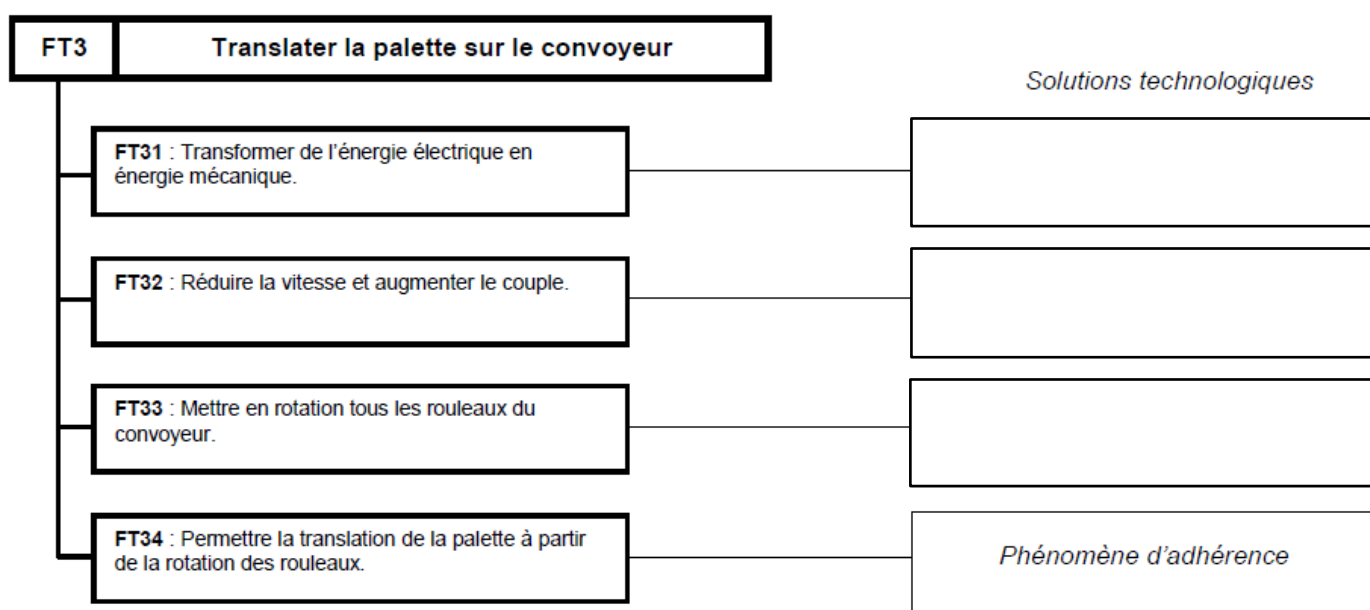 FT3 Translater la palette sur le convoyeur
Solutions technologiques
FT31 : Transformer de l'énergie électrique en
énergie mécanique.
FT32 : Réduire la vitesse et augmenter le couple.
FT33 : Mettre en rotation tous les rouleaux du
convoyeur.
FT34 : Permettre la translation de la palette à partir
de la rotation des rouleaux.
Phénomène d'adhérence